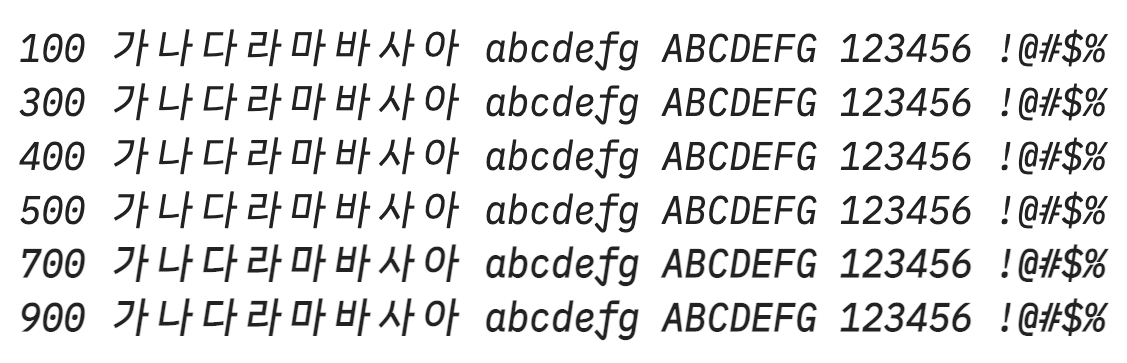 100 가나다라마바사아 abcdefg ABCDEFG 123456 !@#$%
300 가나다라마바사아 abcdefg ABCDEFG 123456 !@#$%
400 가나다라마바사아 abcdefg ABCDEFG 123456 !@#$%
500 가나다라마바사아 abcdefg ABCDEFG 123456 !@#$%
700 가나다라마바사아 abcdefg ABCDEFG 123456 !@#$%
900 가나다라마바사아 abcdefg ABCDEFG 123456 !@#$%